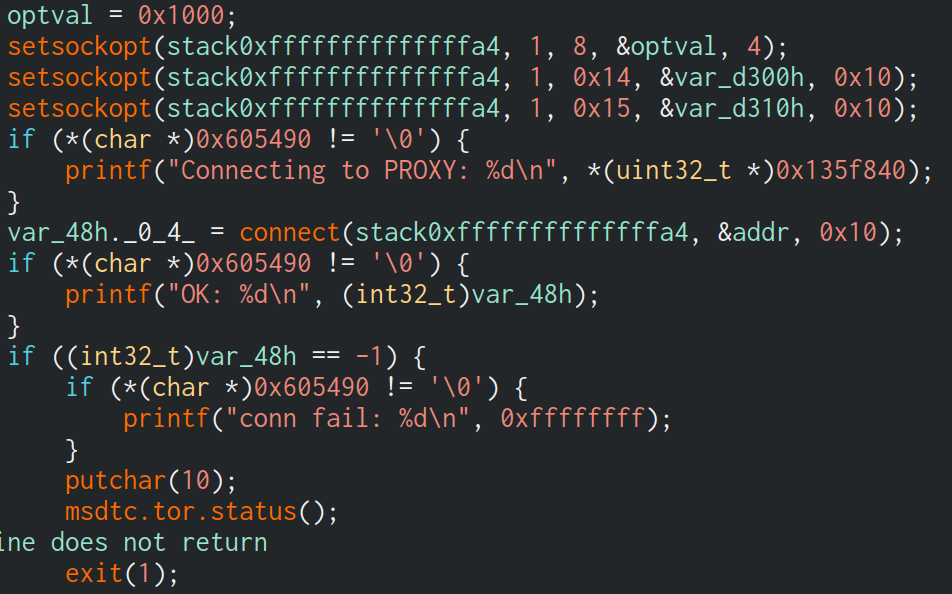 optval = 0x1000;
setsockopt(stack0xffffffffffffffa4, 1, 8, &optval, 4);
setsockopt(stack0xffffffffffffffa4, 1, 0x14, &var_d300h, 0x10);
setsockopt(stack0xffffffffffffffa4, 1, 0x15, &var_d310h, 0x10);
if (*(char *)0x605490 != '\0') {
    printf("Connecting to PROXY: %d\n", *(uint32_t *)0x135f840);
}
var_48h._0_4_ = connect(stack0xffffffffffffffa4, &addr, 0x10);
if (*(char *)0x605490 != '\0') {
    printf("OK: %d\n", (int32_t)var_48h);
}
if ((int32_t)var_48h == -1) {
    if (*(char *)0x605490 != '\0') {
        printf("conn fail: %d\n", 0xffffffff);
    }
    putchar(10);
    msdtc.tor.status();
ine does not return
    exit(1);